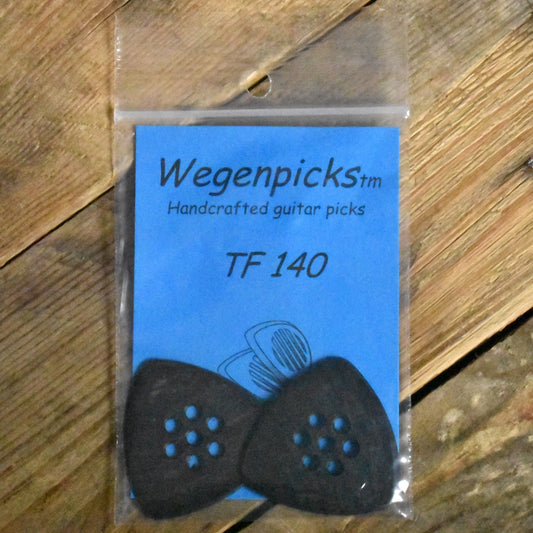 Wegenpickstm
Handcrafted guitar picks
TF 140